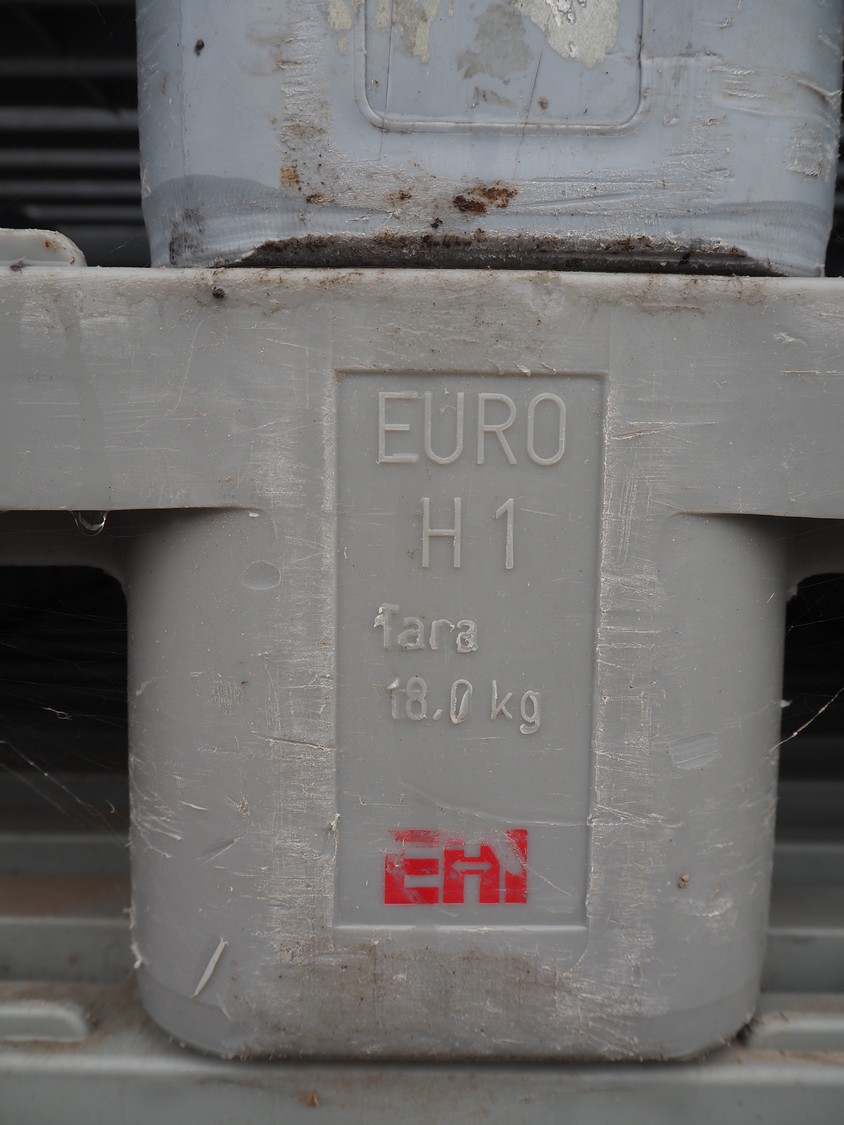 EURO
H1
Tara
18.0 kg
EHI